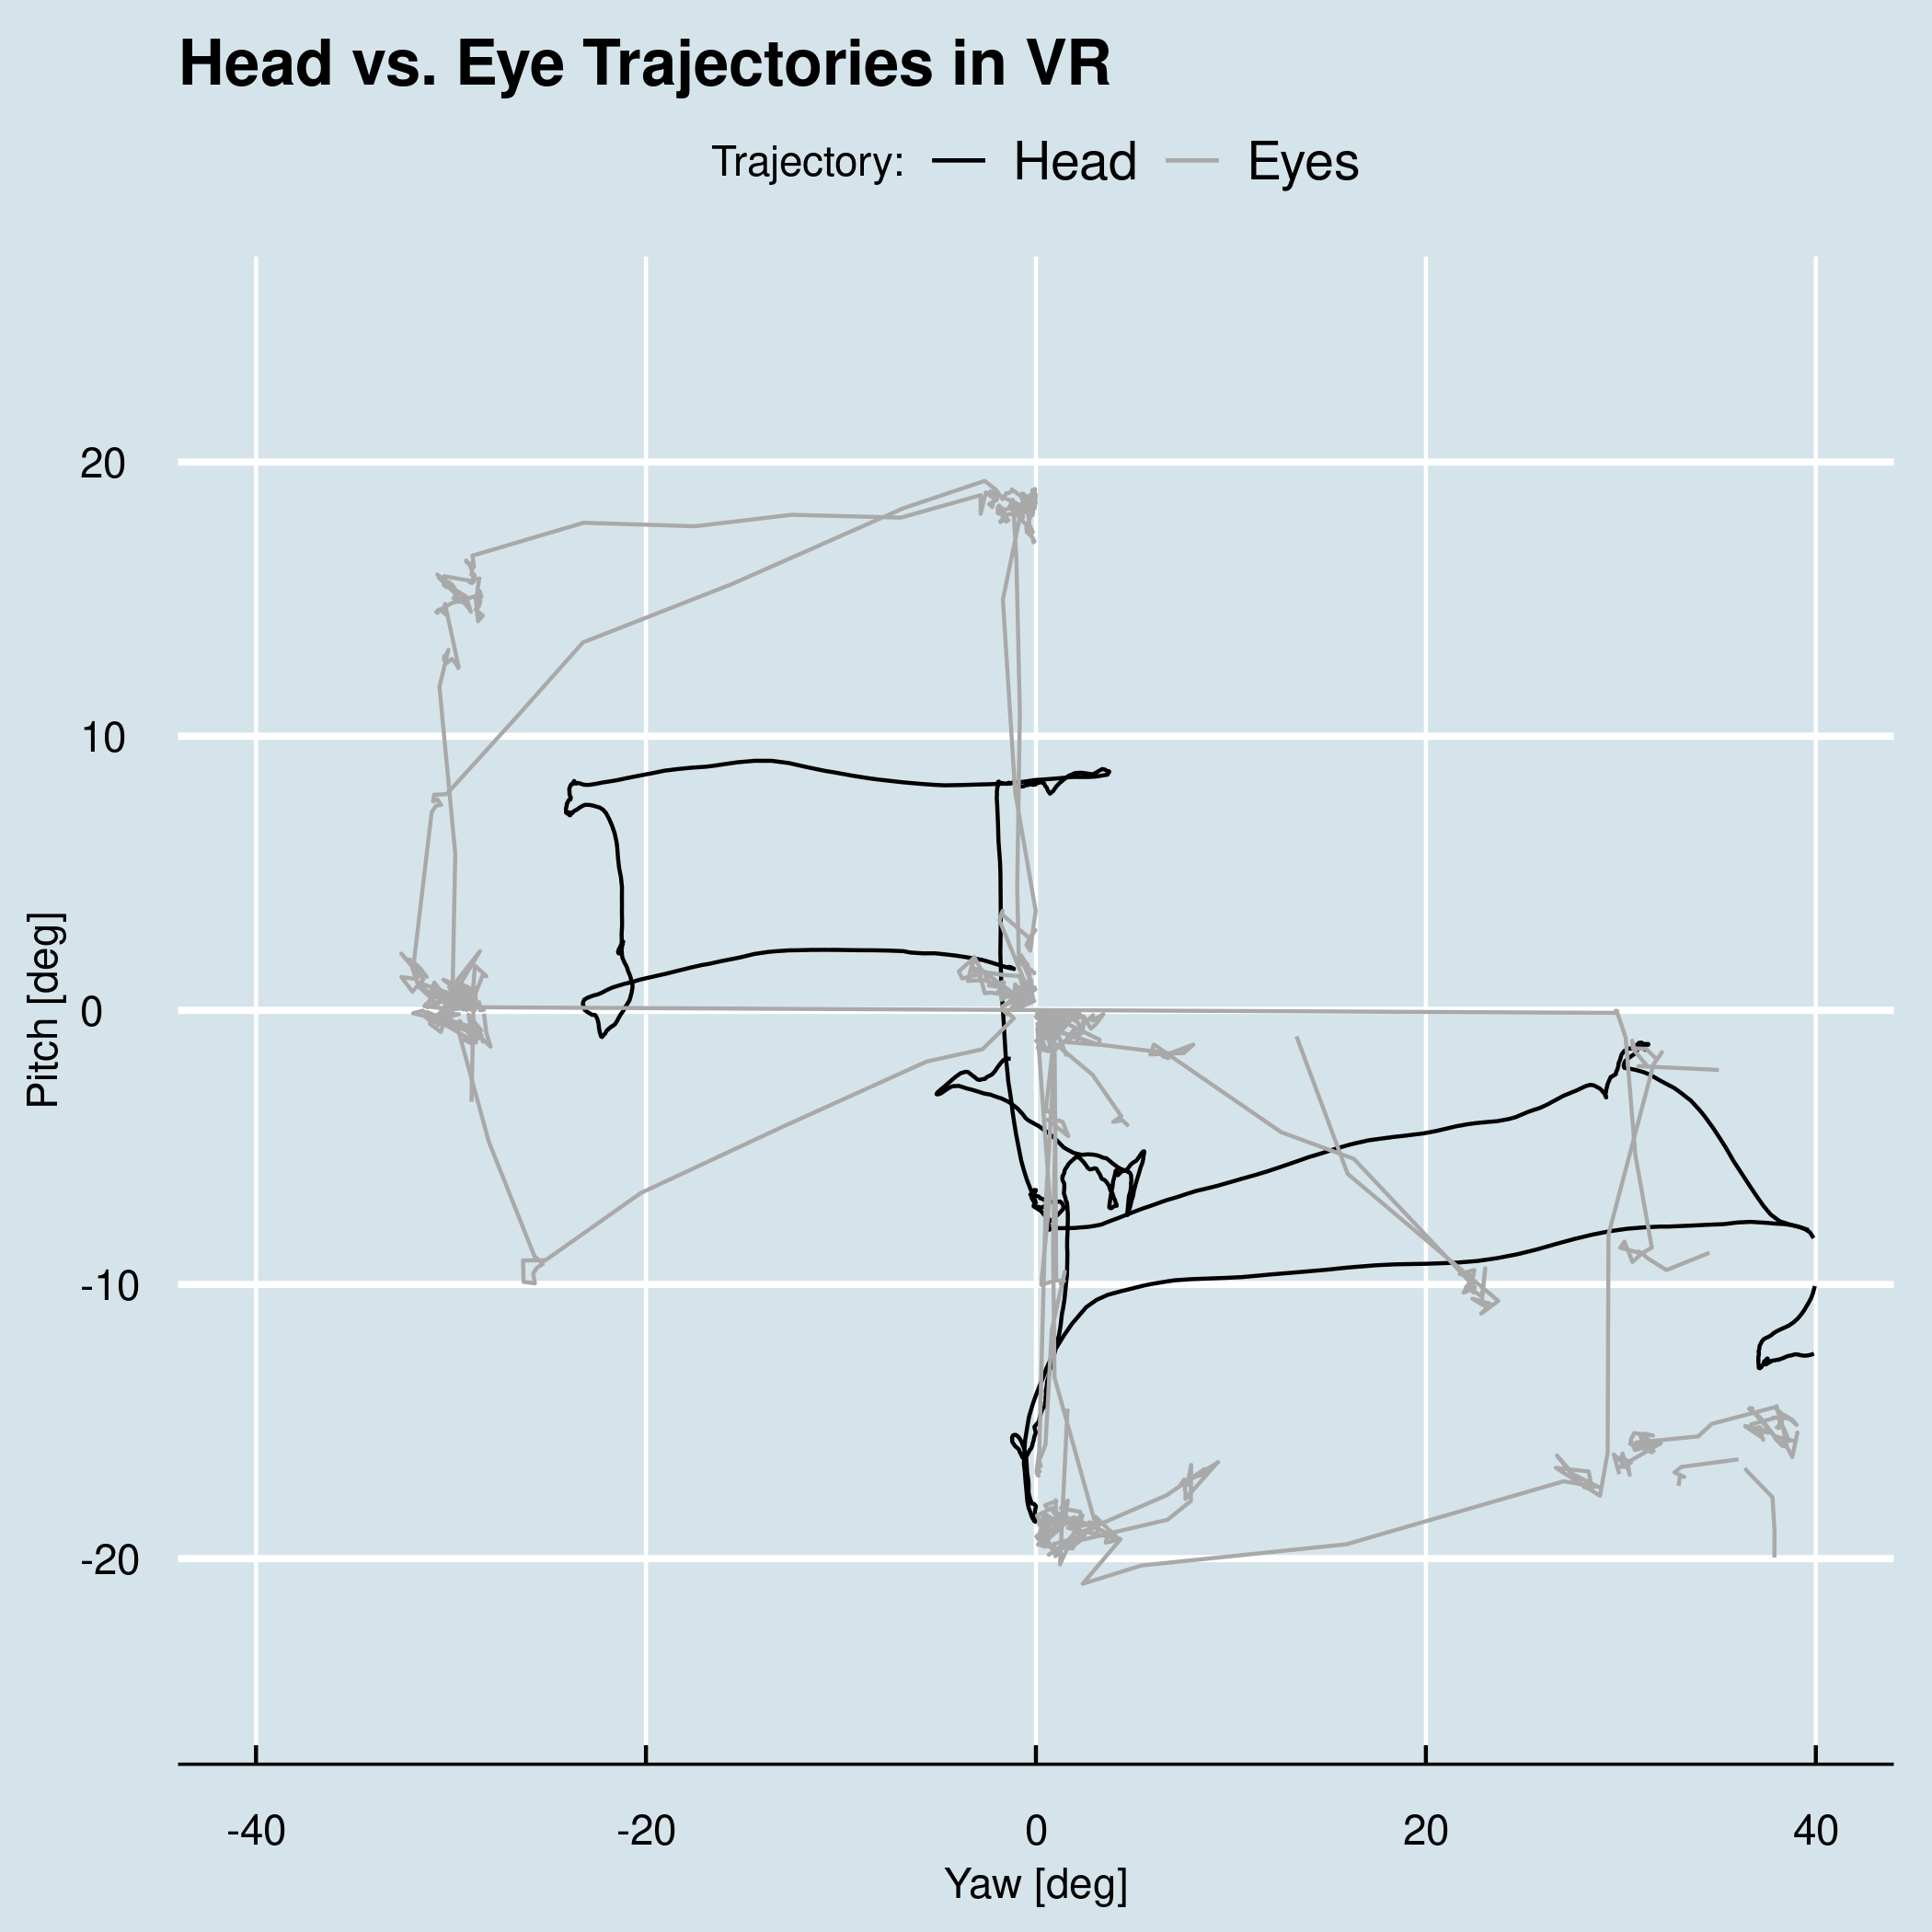 Head vs. Eye Trajectories in VR
Trajectory: Head Eyes
20
10
0
-10
-20
Pitch [deg]
-40 -20 0 20 40
Yaw [deg]